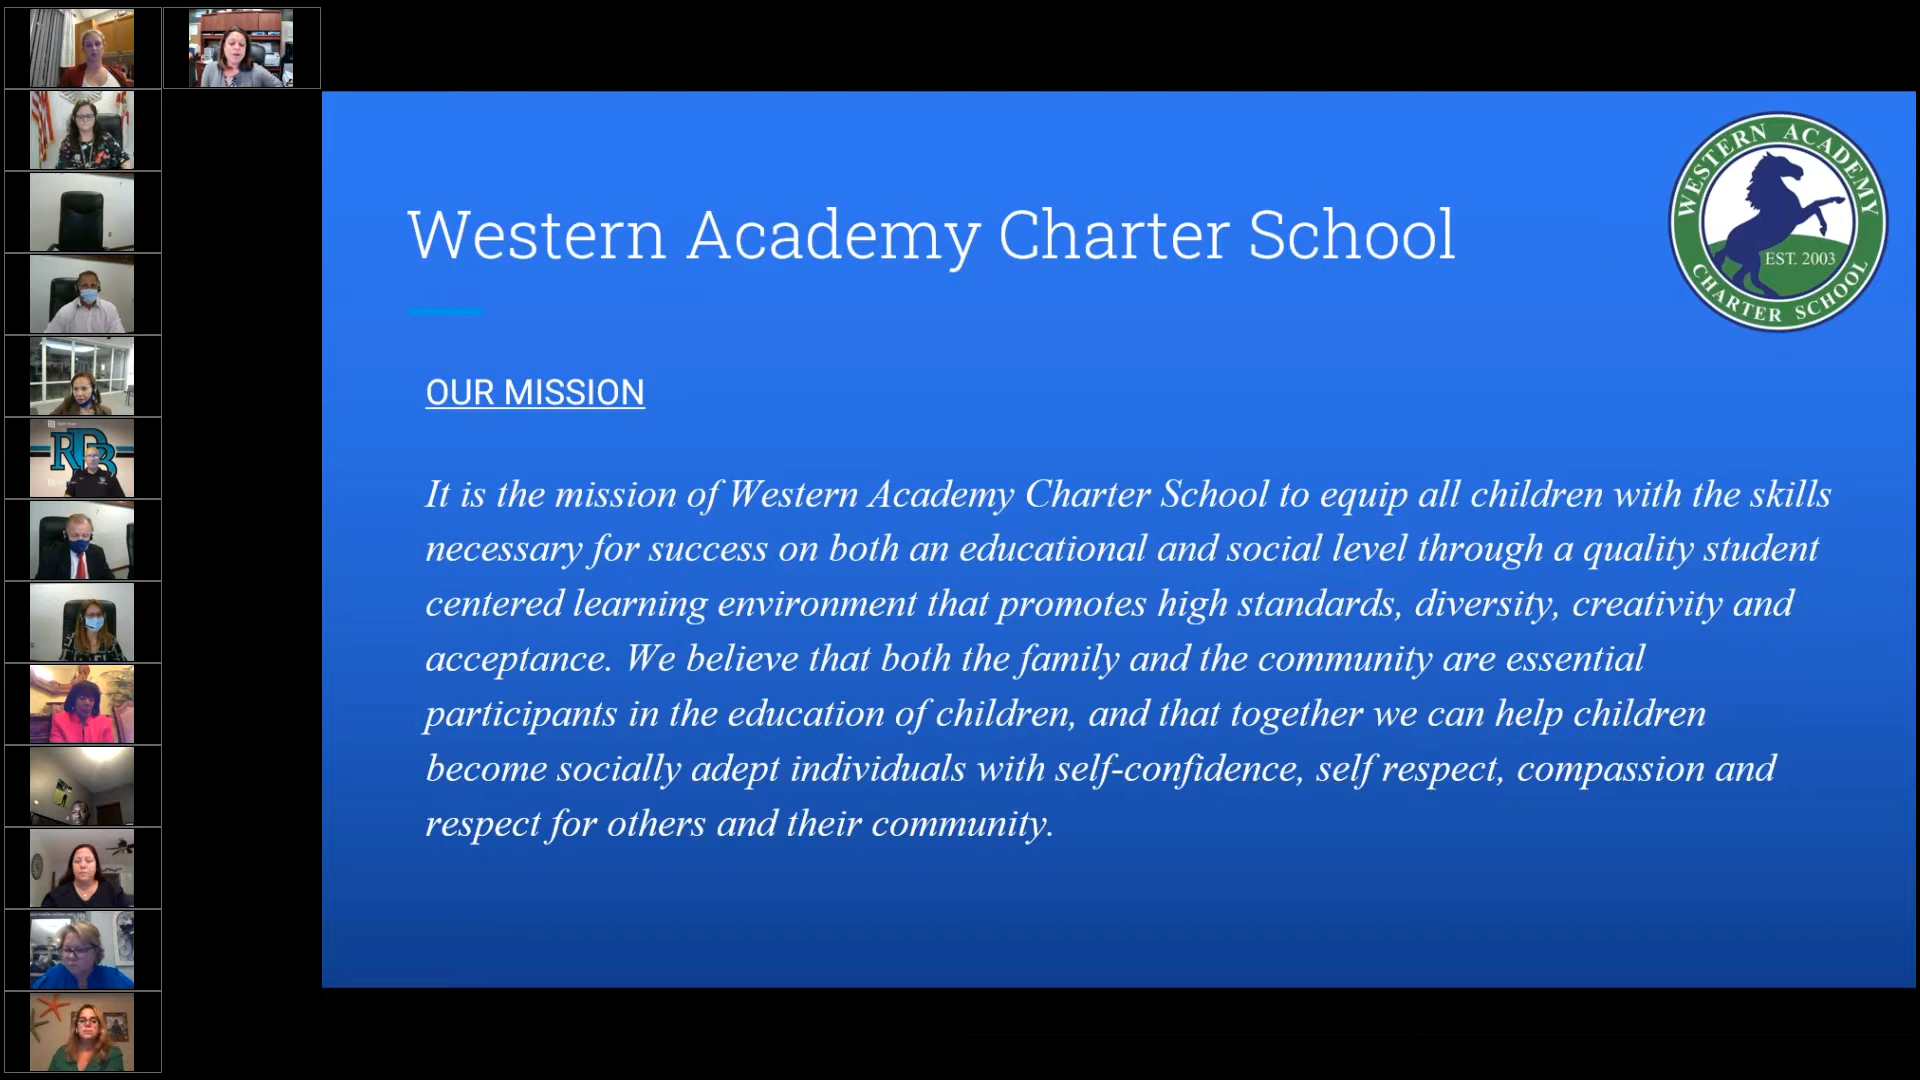 Western Academy Charter School
WESTERN ACADEMY
EST. 2003
CHARTER SCHOOL
OUR MISSION
It is the mission of Western Academy Charter School to equip all children with the skills
necessary for success on both an educational and social level through a quality student
centered learning environment that promotes high standards, diversity, creativity and
acceptance. We believe that both the family and the community are essential
participants in the education of children, and that together we can help children
become socially adept individuals with self-confidence, self respect, compassion and
respect for others and their community.
RDB